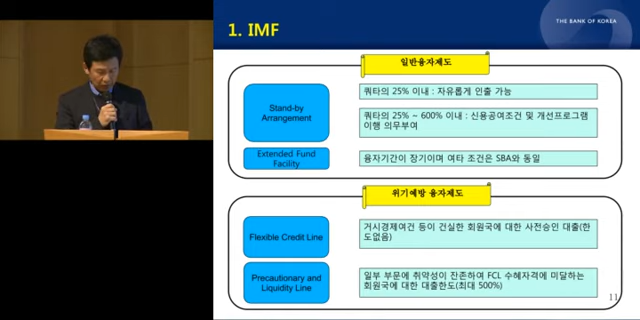 THE BANK OF KOREA
1. IMF
일반융자제도
Stand-by
Arrangement
쿼타의 25% 이내 : 자유롭게 인출 가능
쿼타의 25% ~ 600% 이내 : 신용공여조건 및 개선프로그램
이행 의무부여
Extended Fund
Facility
융자기간이 장기이며 여타 조건은 SBA와 동일
위기예방 융자제도
Flexible Credit Line
거시경제여건 등이 건실한 회원국에 대한 사전승인 대출(한
도없음)
Precautionary and
Liquidity Line
일부 부문에 취약성이 잔존하여 FCL 수혜자격에 미달하는
회원국에 대한 대출한도(최대 500%)
11